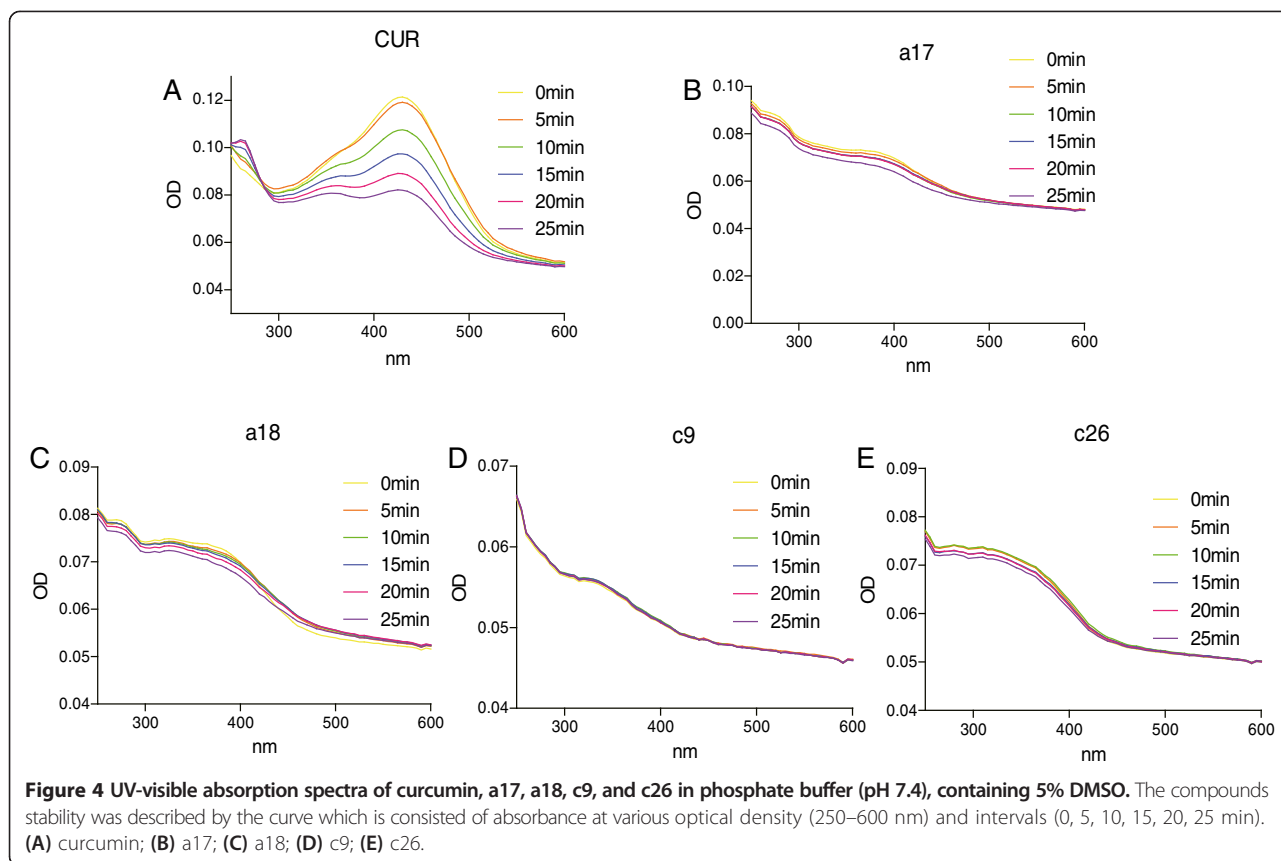 CUR
A
0.12
0.10
0.08
0.06
0.04
OD
300 400 500 600
nm
0min
5min
10min
15min
20min
25min
a17
B
0.10
0.08
0.06
0.04
0.02
0.00
OD
300 400 500 600
nm
0min
5min
10min
15min
20min
25min
a18
C
0.09
0.08
0.07
0.06
0.05
0.04
OD
300 400 500 600
nm
0min
5min
10min
15min
20min
25min
c9
D
0.07
0.06
0.05
0.04
OD
300 400 500 600
nm
0min
5min
10min
15min
20min
25min
c26
E
0.09
0.08
0.07
0.06
0.05
0.04
OD
300 400 500 600
nm
0min
5min
10min
15min
20min
25min
Figure 4 UV-visible absorption spectra of curcumin, a17, a18, c9, and c26 in phosphate buffer (pH 7.4), containing 5% DMSO. The compounds
stability was described by the curve which is consisted of absorbance at various optical density (250–600 nm) and intervals (0, 5, 10, 15, 20, 25 min).
(A) curcumin; (B) a17; (C) a18; (D) c9; (E) c26.